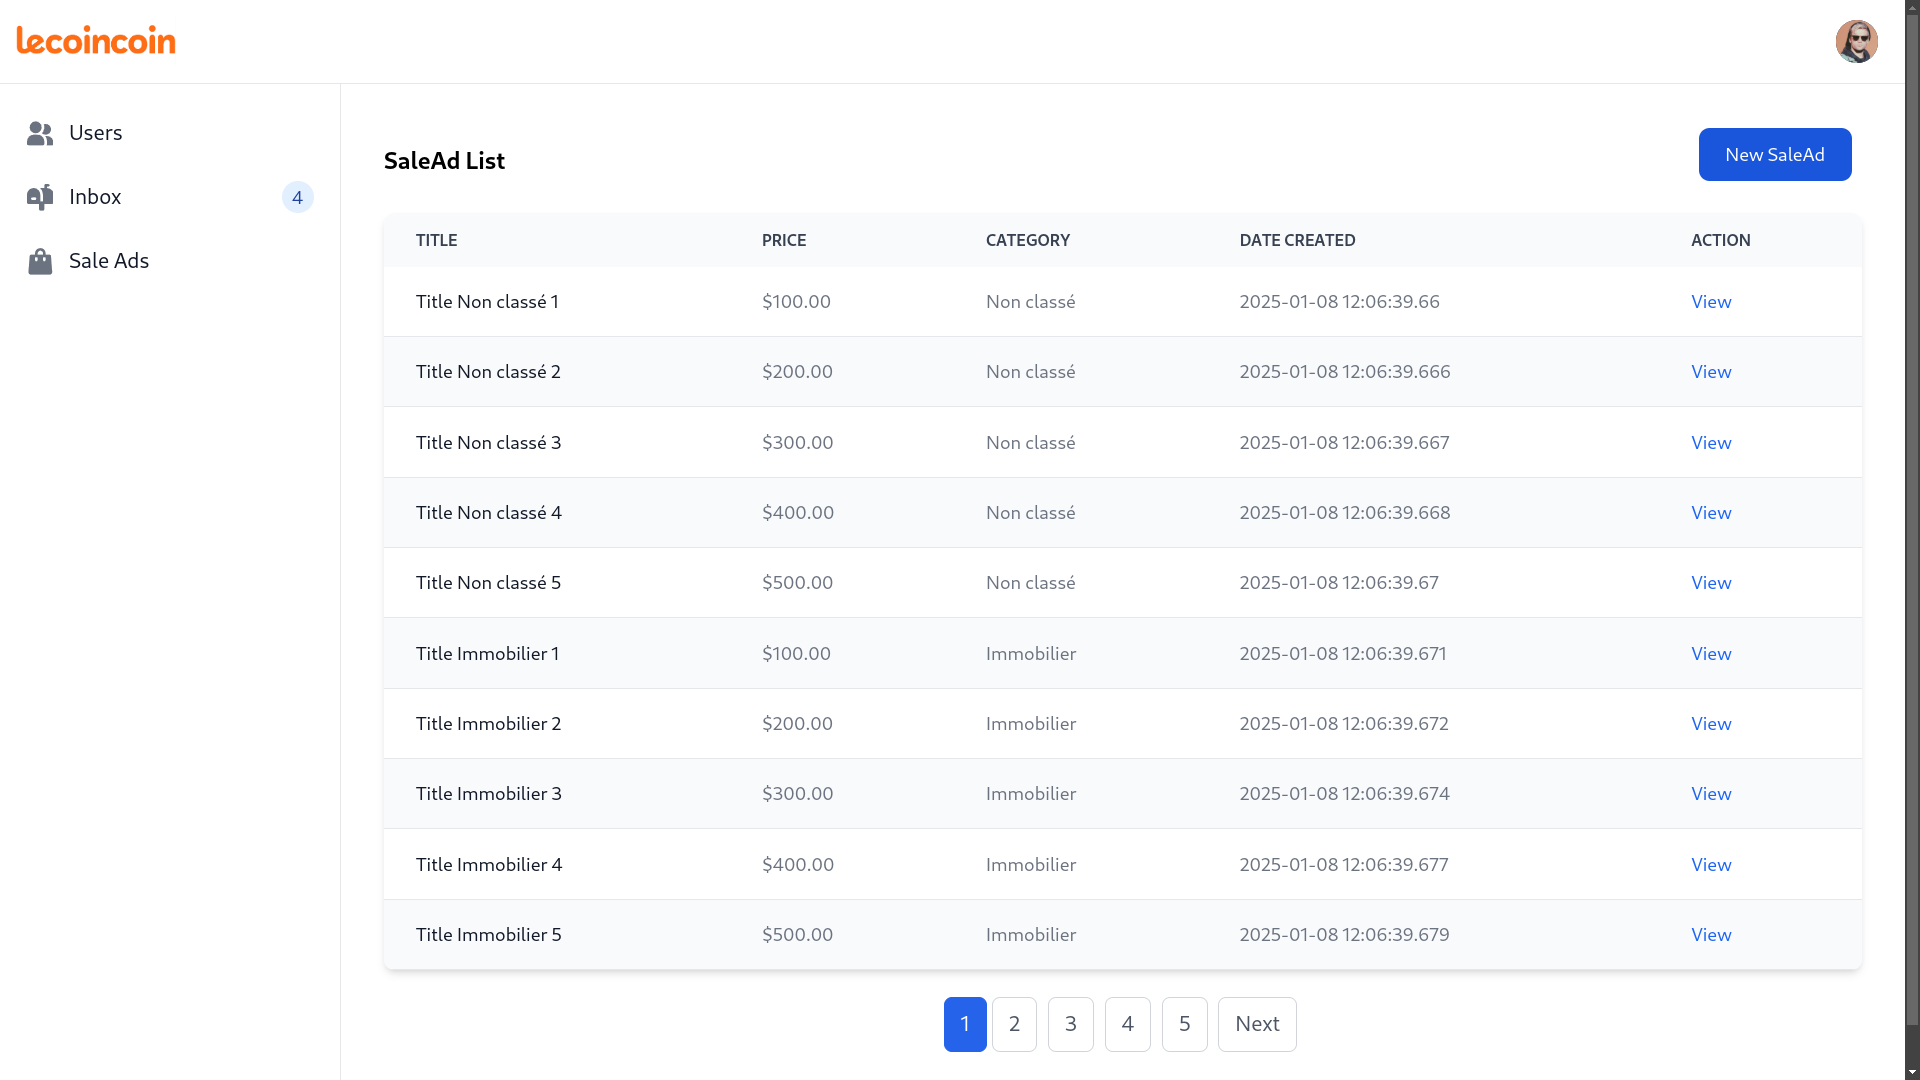 lecoincoin
Users
Inbox 4
Sale Ads
SaleAd List
New SaleAd
TITLE PRICE CATEGORY DATE CREATED ACTION
Title Non classé 1 $100.00 Non classé 2025-01-08 12:06:39.66 View
Title Non classé 2 $200.00 Non classé 2025-01-08 12:06:39.666 View
Title Non classé 3 $300.00 Non classé 2025-01-08 12:06:39.667 View
Title Non classé 4 $400.00 Non classé 2025-01-08 12:06:39.668 View
Title Non classé 5 $500.00 Non classé 2025-01-08 12:06:39.67 View
Title Immobilier 1 $100.00 Immobilier 2025-01-08 12:06:39.671 View
Title Immobilier 2 $200.00 Immobilier 2025-01-08 12:06:39.672 View
Title Immobilier 3 $300.00 Immobilier 2025-01-08 12:06:39.674 View
Title Immobilier 4 $400.00 Immobilier 2025-01-08 12:06:39.677 View
Title Immobilier 5 $500.00 Immobilier 2025-01-08 12:06:39.679 View
1 2 3 4 5 Next